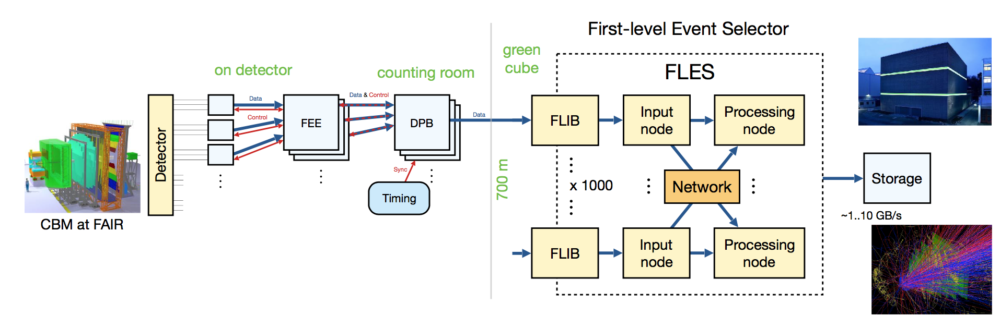 First-level Event Selector
green
cube
FLES
on detector
counting room
Detector
Data
Control
FEE
Data & Control
DPB
Data
FLIB
Input
node
Processing
node
Sync
Timing
700 m
x 1000
Network
Storage
~1..10 GB/s
CBM at FAIR
FLIB
Input
node
Processing
node